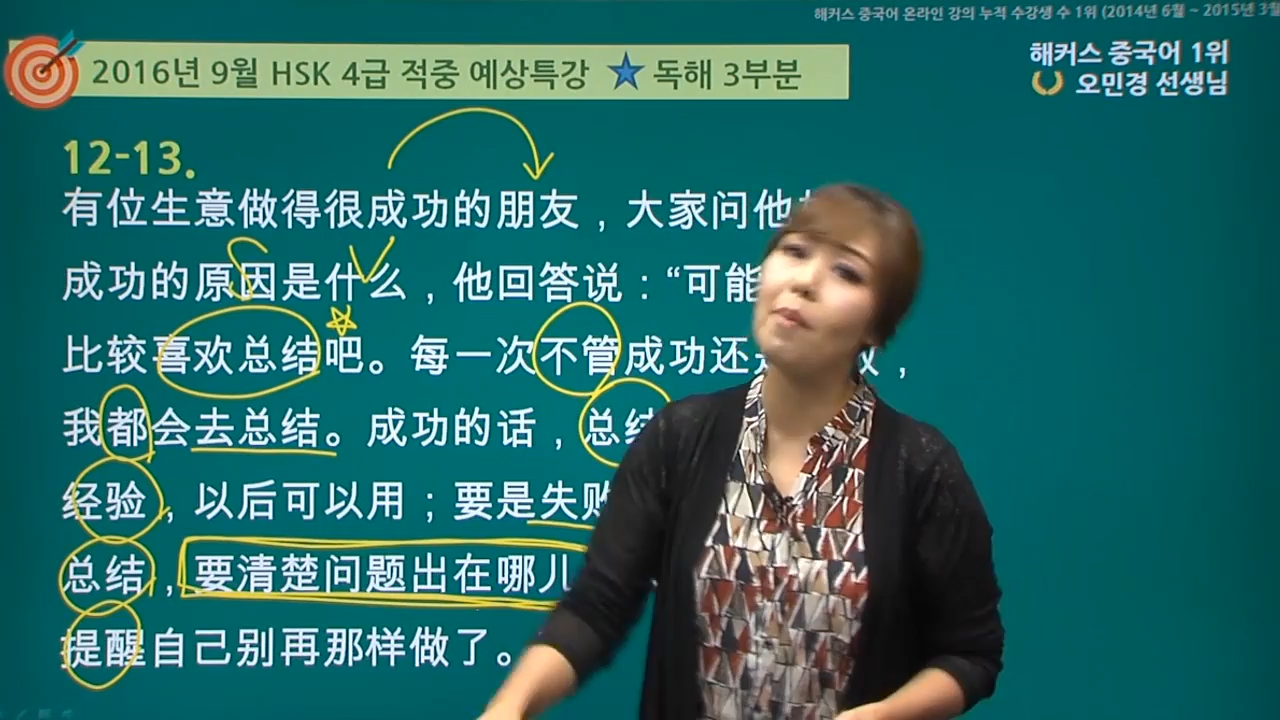 해커스 중국어 온라인 강의 누적 수강생 수 1위 (2014년 6월 ~ 2015년 3월
2016년 9월 HSK 4급 적중 예상특강 ★ 독해 3부분
해커스 중국어 1위
오민경 선생님
12-13.
有位生意做得很成功的朋友，大家问他
成功的原因是什么，他回答说：“可能
比较喜欢总结吧。每一次不管成功还
我都会去总结。成功的话，总结
经验，以后可以用；要是失败
总结，要清楚问题出在哪儿
提醒自己别再那样做了。